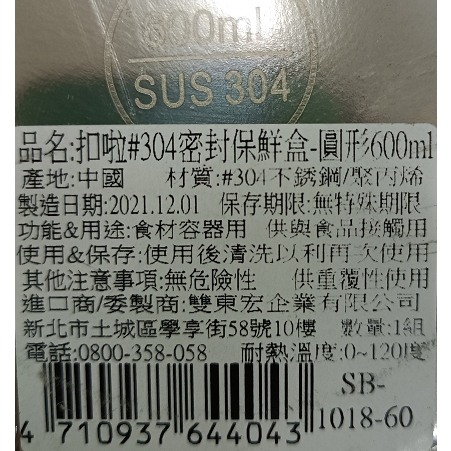 600ml
SUS 304
品名:扣啦#304密封保鮮盒-圓形600ml
產地:中國 材質:#304不銹鋼/聚丙烯
製造日期:2021.12.01 保存期限:無特殊期限
功能&用途:食材容器用 供與食品接觸用
使用&保存:使用後清洗以利再次使用
其他注意事項:無危險性 供重覆性使用
進口商/委製商:雙東宏企業有限公司
新北市土城區學享街58號10樓 數量:1組
電話:0800-358-058 耐熱溫度:0~120度
SB-
1018-60
4 710937 644043